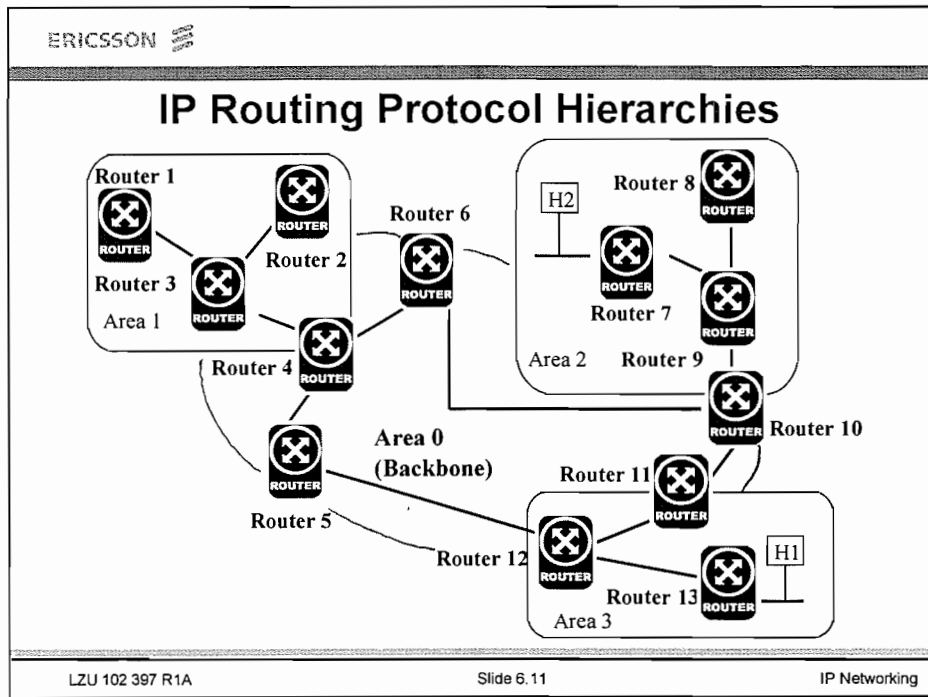 ERICSSON
IP Routing Protocol Hierarchies
Router 1
ROUTER
ROUTER
Router 2
Router 3
ROUTER
Area 1
Router 4
ROUTER
Router 6
ROUTER
H2
Router 8
ROUTER
ROUTER
Router 7
ROUTER
Router 9
Area 2
ROUTER
Router 10
Area 0
(Backbone)
ROUTER
Router 5
Router 11
ROUTER
Router 12
ROUTER
H1
Router 13
ROUTER
Area 3
LZU 102 397 R1A
Slide 6.11
IP Networking